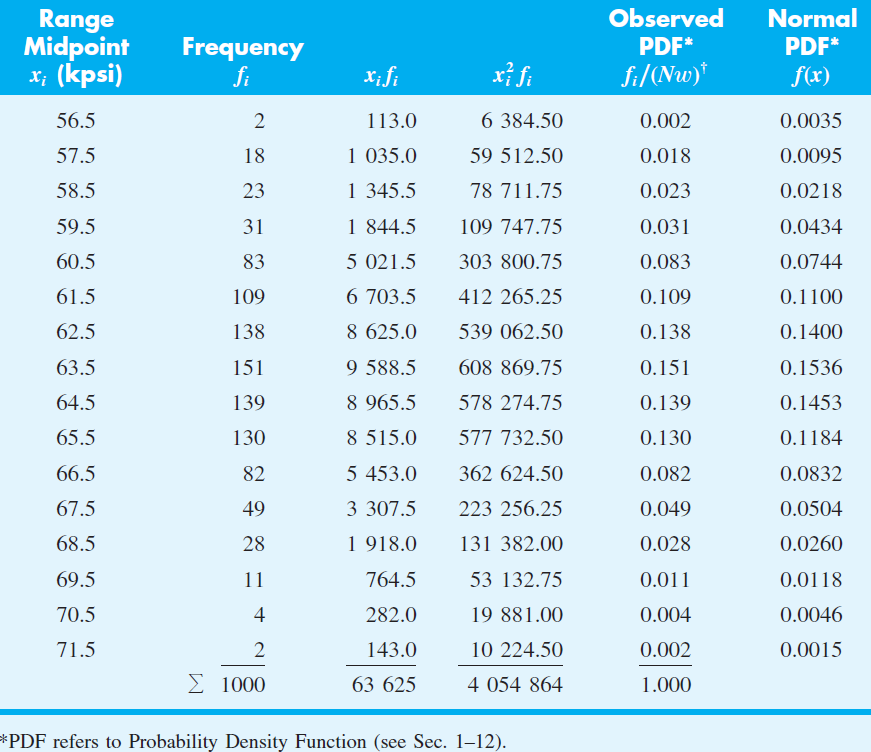 Range Midpoint x_i (kpsi) | Frequency f_i | x_i f_i | x_i² f_i | Observed PDF* f_i/(Nw)† | Normal PDF* f(x)
56.5 2 113.0 6 384.50 0.002 0.0035
57.5 18 1 035.0 59 512.50 0.018 0.0095
58.5 23 1 345.5 78 711.75 0.023 0.0218
59.5 31 1 844.5 109 747.75 0.031 0.0434
60.5 83 5 021.5 303 800.75 0.083 0.0744
61.5 109 6 703.5 412 265.25 0.109 0.1100
62.5 138 8 625.0 539 062.50 0.138 0.1400
63.5 151 9 588.5 608 869.75 0.151 0.1536
64.5 139 8 965.5 578 274.75 0.139 0.1453
65.5 130 8 515.0 577 732.50 0.130 0.1184
66.5 82 5 453.0 362 624.50 0.082 0.0832
67.5 49 3 307.5 223 256.25 0.049 0.0504
68.5 28 1 918.0 131 382.00 0.028 0.0260
69.5 11 764.5 53 132.75 0.011 0.0118
70.5 4 282.0 19 881.00 0.004 0.0046
71.5 2 143.0 10 224.50 0.002 0.0015
Σ 1000 63 625 4 054 864 1.000
*PDF refers to Probability Density Function (see Sec. 1–12).